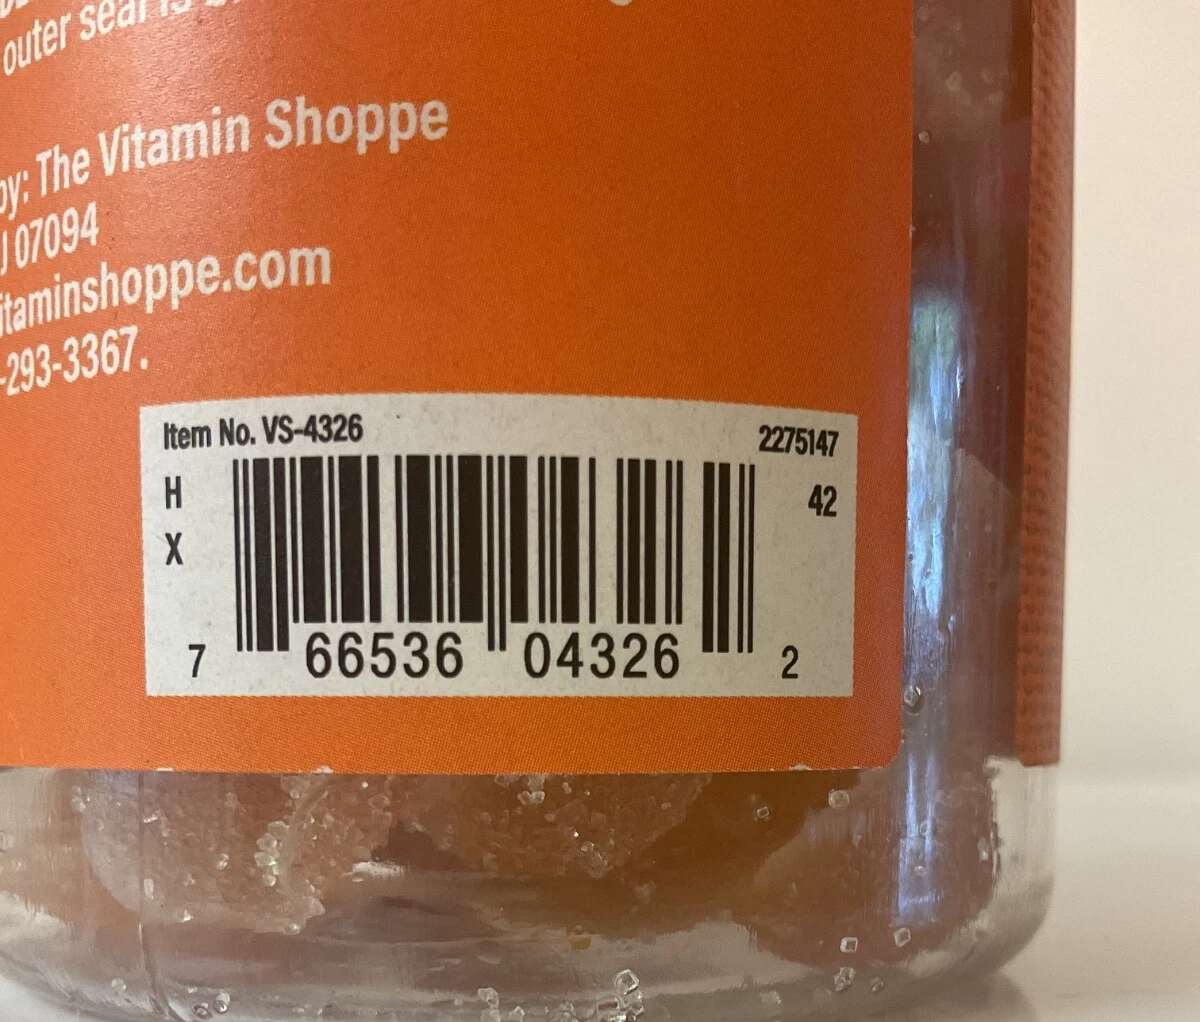 outer seal is
by: The Vitamin Shoppe
J 07094
itaminshoppe.com
-293-3367.
Item No. VS-4326 2275147
H 42
X
7 66536 04326 2